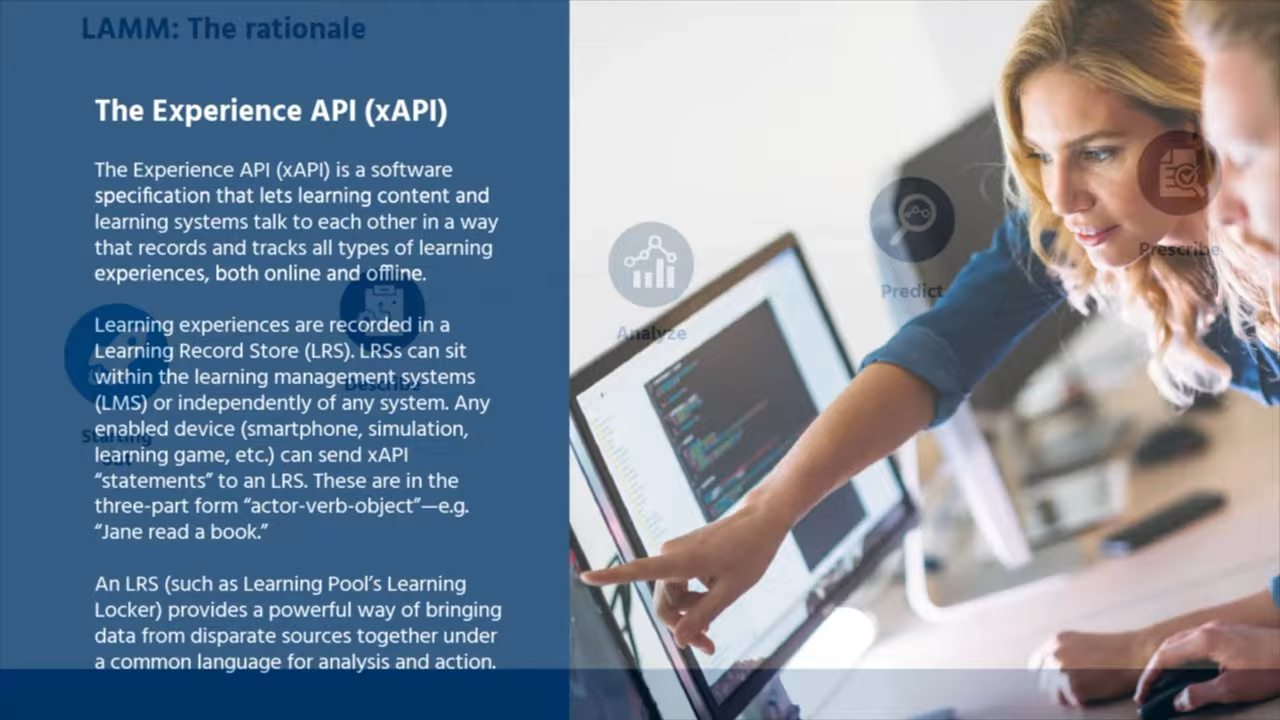 LAMM: The rationale
The Experience API (xAPI)
The Experience API (xAPI) is a software
specification that lets learning content and
learning systems talk to each other in a way
that records and tracks all types of learning
experiences, both online and offline.
Learning experiences are recorded in a
Learning Record Store (LRS). LRSs can sit
within the learning management systems
(LMS) or independently of any system. Any
enabled device (smartphone, simulation,
learning game, etc.) can send xAPI
“statements” to an LRS. These are in the
three-part form “actor-verb-object”—e.g.
“Jane read a book.”
An LRS (such as Learning Pool’s Learning
Locker) provides a powerful way of bringing
data from disparate sources together under
a common language for analysis and action.
Starting
out
Describe
Analyze
Predict
Prescribe